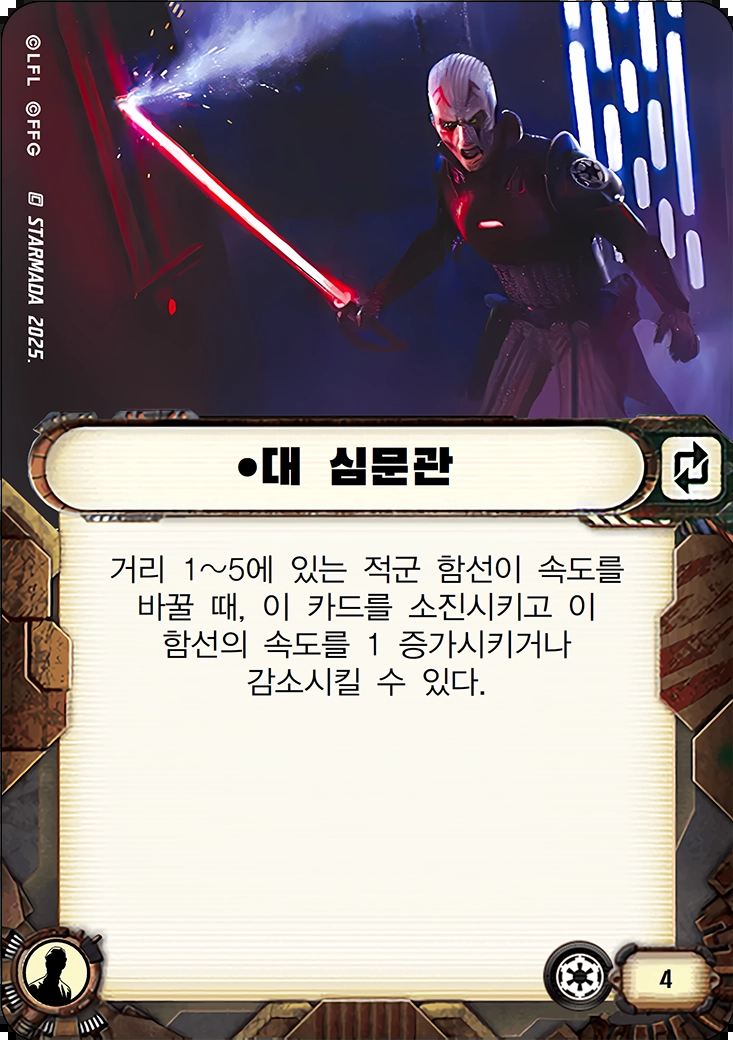 ©LFL ©FFG STARMADA 2025.
•대 심문관
거리 1~5에 있는 적군 함선이 속도를
바꿀 때, 이 카드를 소진시키고 이
함선의 속도를 1 증가시키거나
감소시킬 수 있다.
4